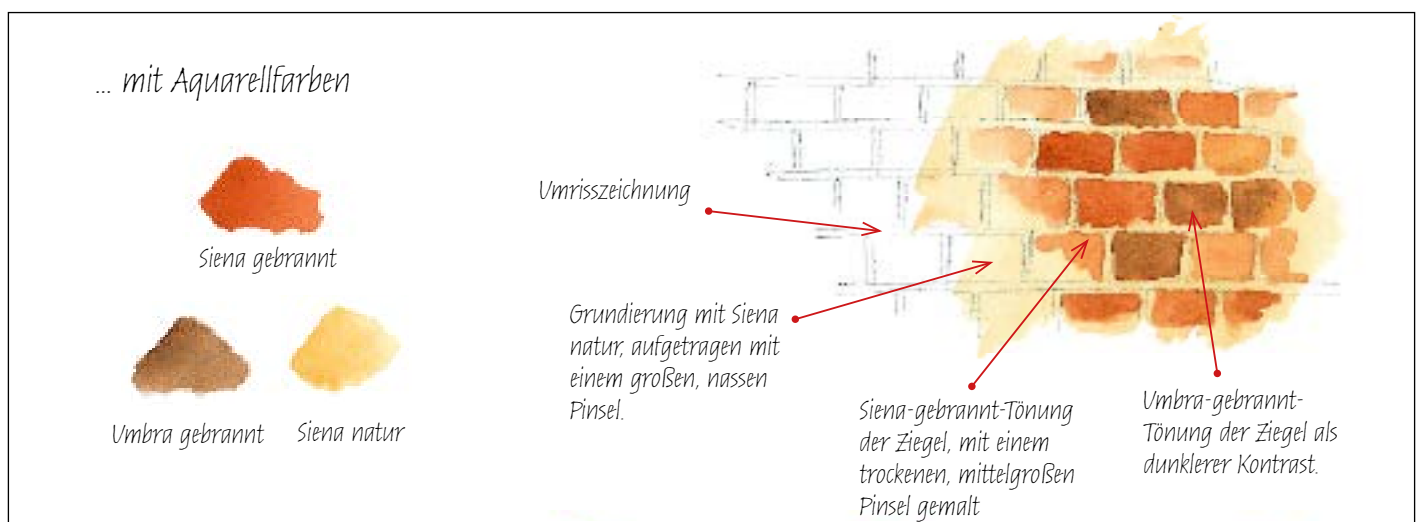 ... mit Aquarellfarben
Siena gebrannt
Umbra gebrannt
Siena natur
Umrisszeichnung
Grundierung mit Siena
natur, aufgetragen mit
einem großen, nassen
Pinsel.
Siena-gebrannt-Tönung
der Ziegel, mit einem
trockenen, mittelgroßen
Pinsel gemalt
Umbra-gebrannt-
Tönung der Ziegel als
dunklerer Kontrast.